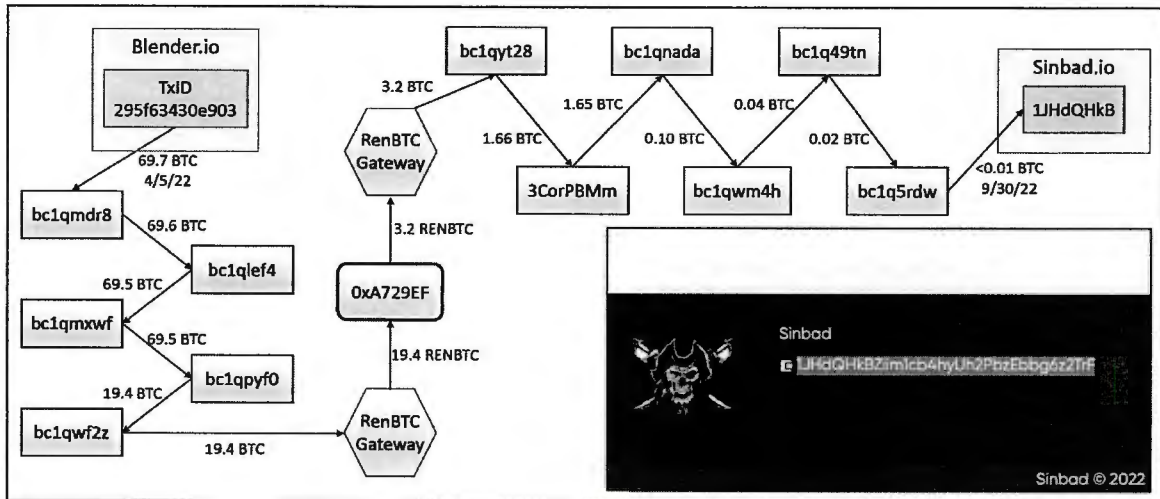 Blender.io
TxID
295f63430e903
69.7 BTC
4/5/22
bc1qmdr8
69.6 BTC
bc1qlef4
69.5 BTC
bc1qmxwf
69.5 BTC
bc1qpyf0
19.4 BTC
bc1qwf2z
19.4 BTC
RenBTC
Gateway
19.4 RENBTC
0xA729EF
3.2 RENBTC
RenBTC
Gateway
3.2 BTC
bc1qyt28
1.66 BTC
3CorPBMm
1.65 BTC
bc1qnada
0.10 BTC
bc1qwm4h
0.04 BTC
bc1q49tn
0.02 BTC
bc1q5rdw
<0.01 BTC
9/30/22
Sinbad.io
1JHdQHkB
Sinbad
Sinbad © 2022